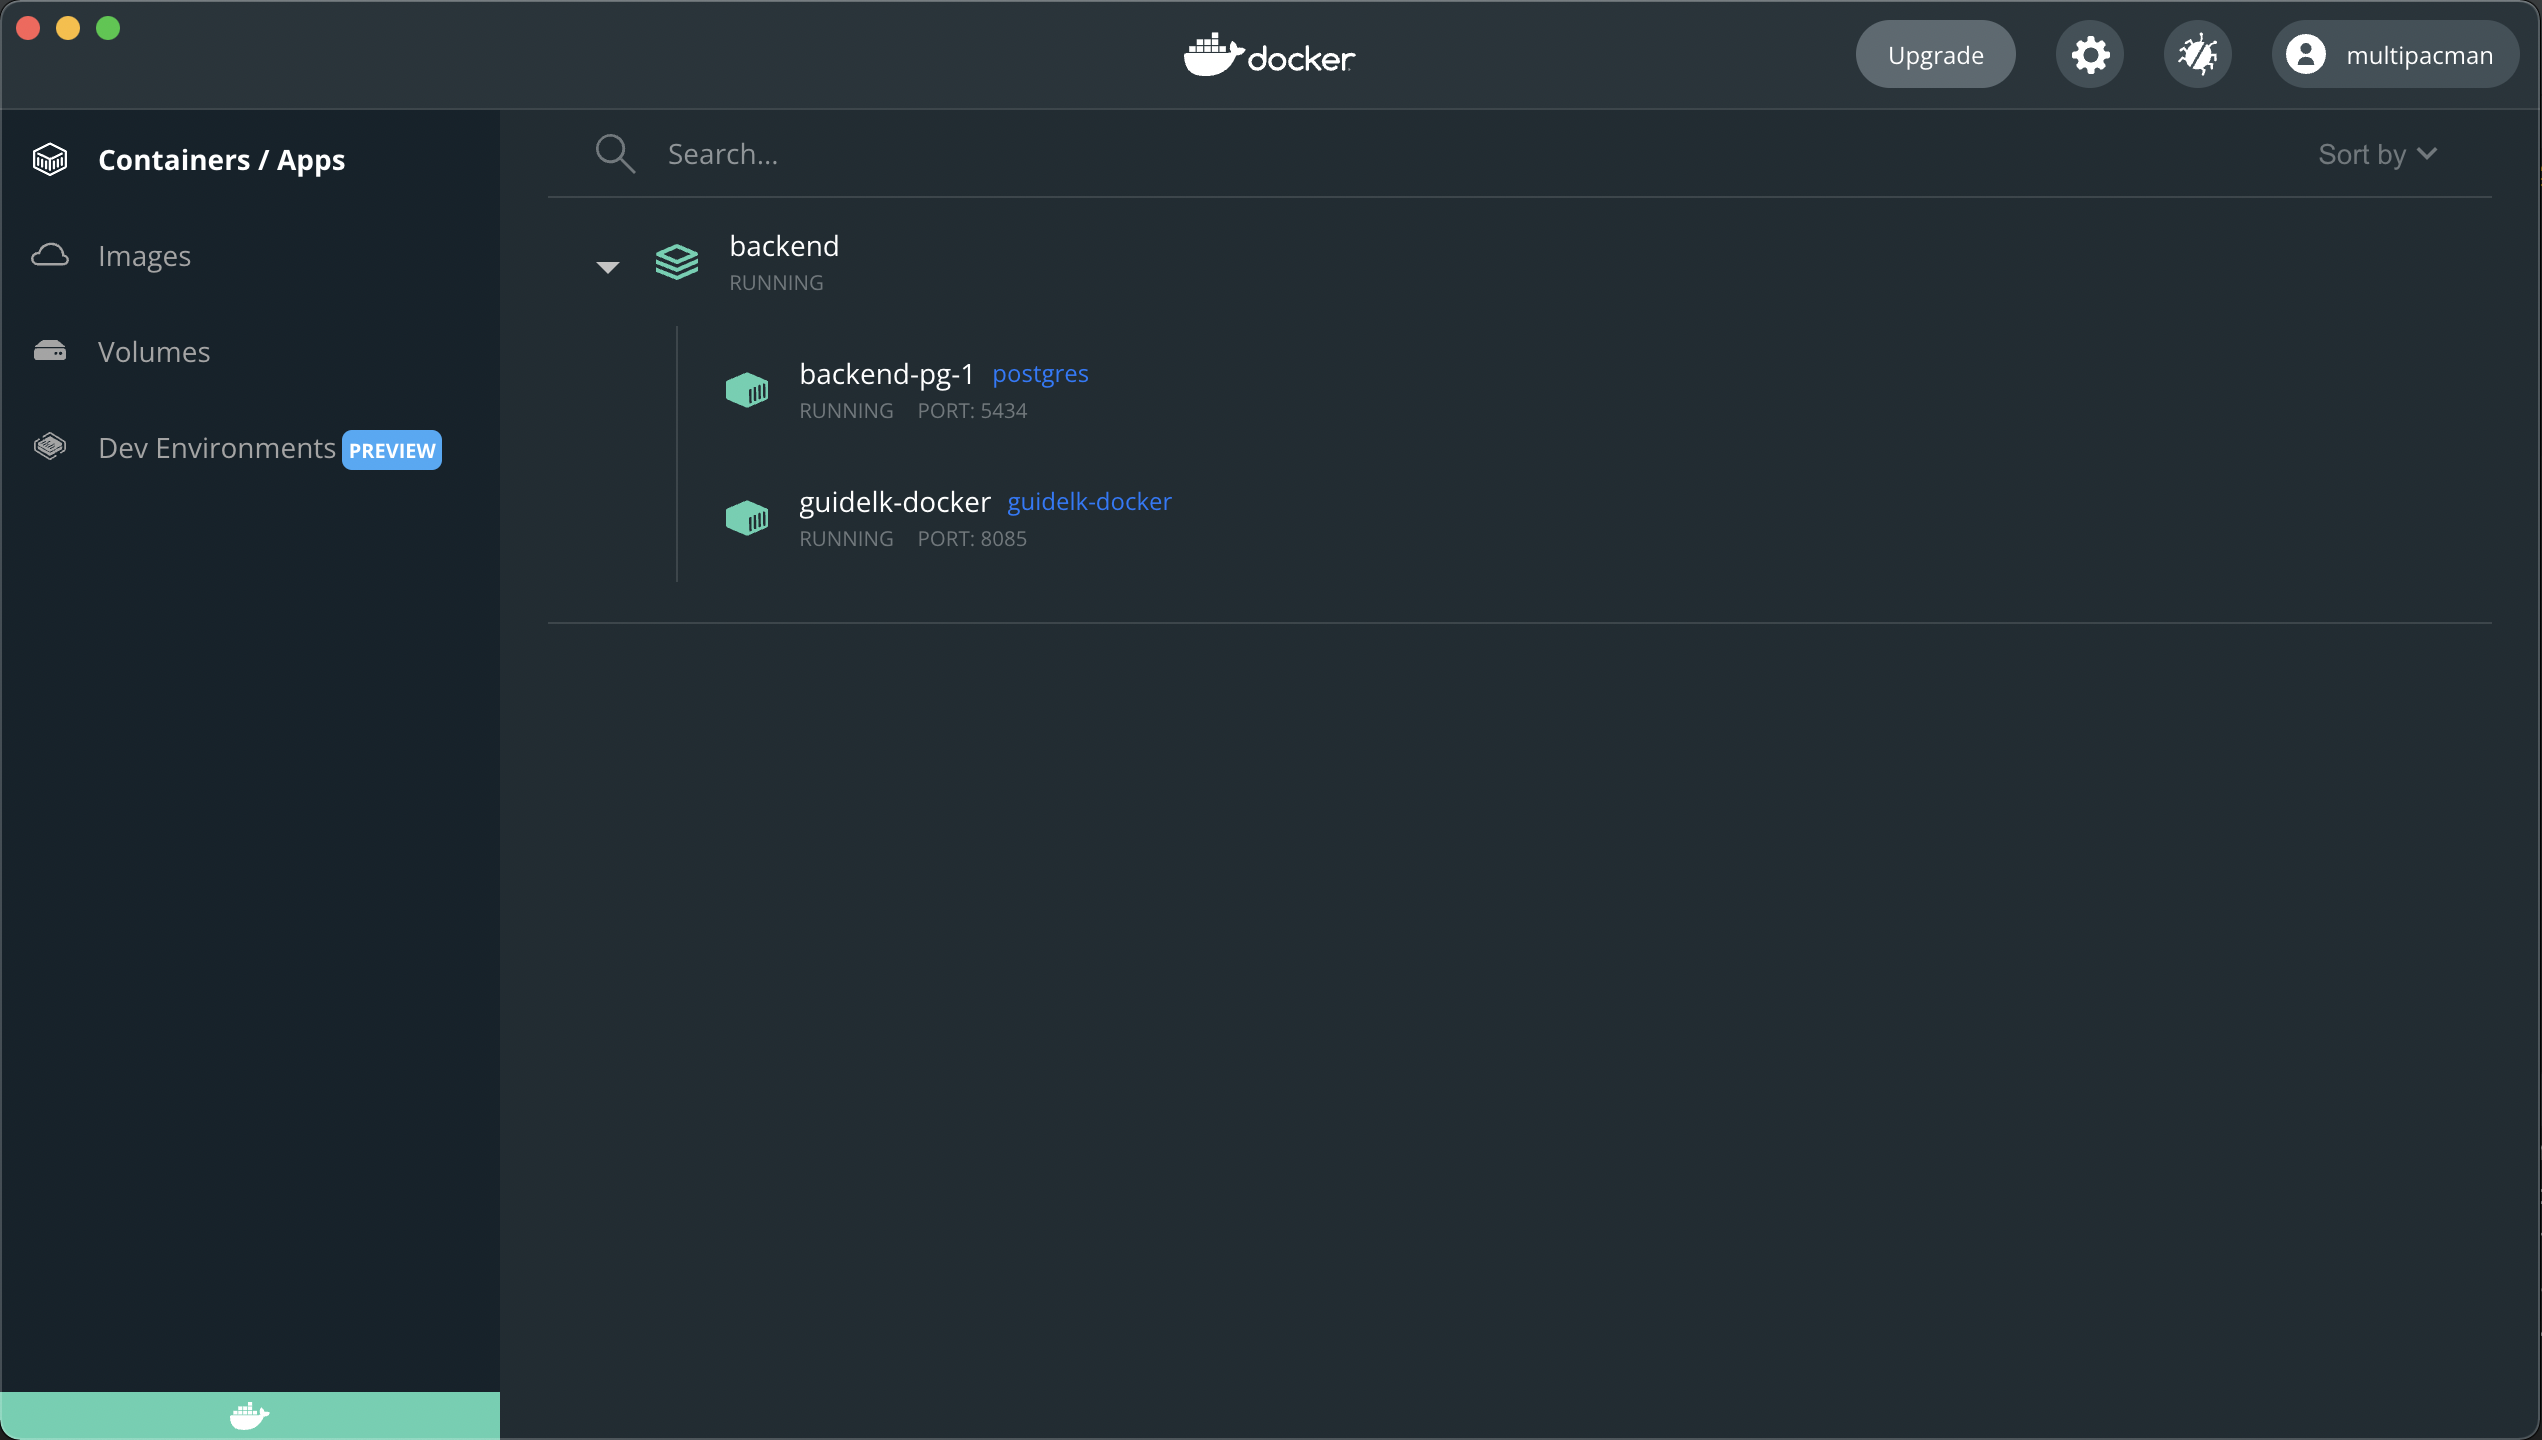 docker
Upgrade
multipacman
Containers / Apps
Images
Volumes
Dev Environments PREVIEW
Search...
Sort by
backend
RUNNING
backend-pg-1 postgres
RUNNING PORT: 5434
guidelk-docker guidelk-docker
RUNNING PORT: 8085